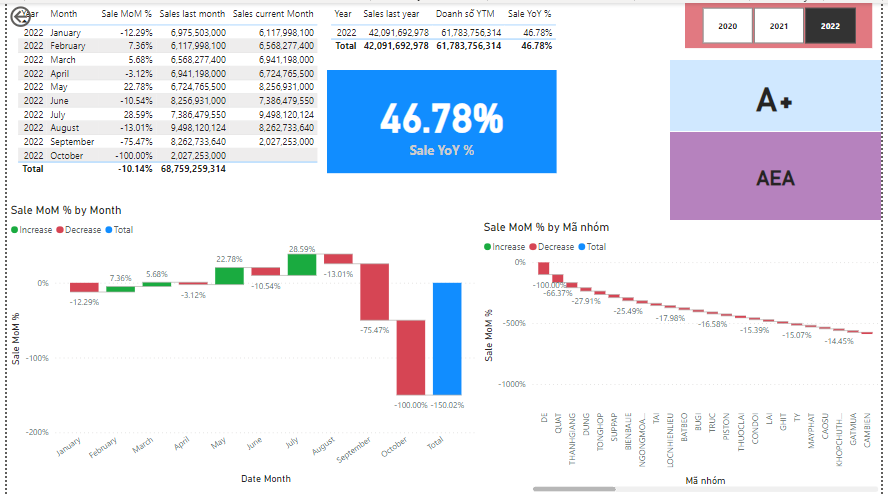 Year Month Sale MoM % Sales last month Sales current Month
2022 January -12.29% 6,975,503,000 6,117,998,100
2022 February 7.36% 6,117,998,100 6,568,277,400
2022 March 5.68% 6,568,277,400 6,941,198,000
2022 April -3.12% 6,941,198,000 6,724,765,500
2022 May 22.78% 6,724,765,500 8,256,931,000
2022 June -10.54% 8,256,931,000 7,386,479,550
2022 July 28.59% 7,386,479,550 9,498,120,124
2022 August -13.01% 9,498,120,124 8,262,733,640
2022 September -75.47% 8,262,733,640 2,027,253,000
2022 October -100.00% 2,027,253,000
Total -10.14% 68,759,259,314
Year Sales last year Doanh số YTM Sale YoY %
2022 42,091,692,978 61,783,756,314 46.78%
Total 42,091,692,978 61,783,756,314 46.78%
2020 2021 2022
46.78%
Sale YoY %
A+
AEA
Sale MoM % by Month
Increase Decrease Total
Sale MoM %
0%
-100%
-200%
-12.29%
7.36%
5.68%
-3.12%
22.78%
-10.54%
28.59%
-13.01%
-75.47%
-100.00%
-150.02%
January
February
March
April
May
June
July
August
September
October
Total
Date Month
Sale MoM % by Mã nhóm
Increase Decrease Total
Sale MoM %
0%
-500%
-1000%
-100.00%
-66.37%
-27.91%
-25.49%
-17.98%
-16.58%
-15.39%
-15.07%
-14.45%
DE
QUAT
THANHGIANG
DUNG
TONGHOP
SUPPAP
BIENBALIE
NGONGMOA...
TAI
LOCNHIENLIEU
BATBEO
BUGI
TRUC
PISTON
THUOCLAI
CONDOI
LAI
GHIT
TY
MAYPHAT
CAOSU
KHOPCHUTH...
GATMUA
CAMBIEN
Mã nhóm